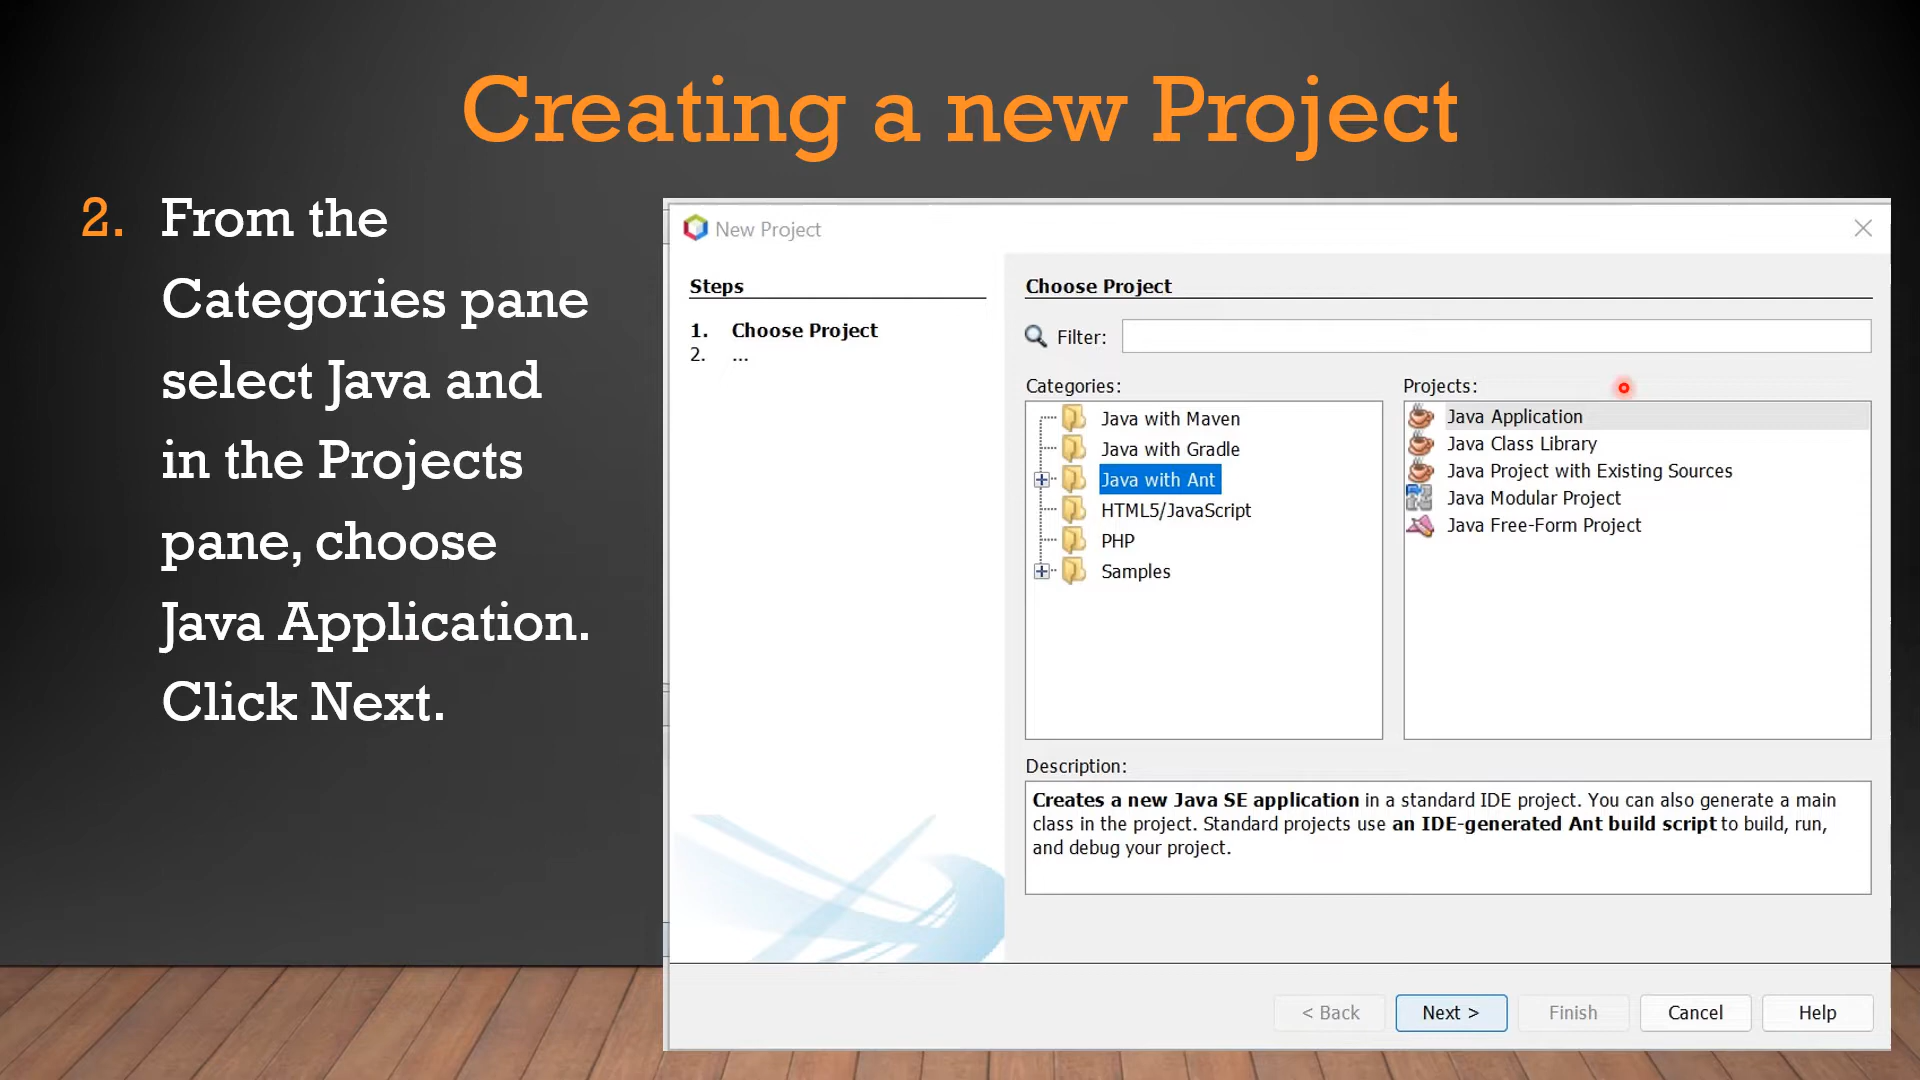 Creating a new Project
2. From the
Categories pane
select Java and
in the Projects
pane, choose
Java Application.
Click Next.
New Project
Steps
1. Choose Project
2. ...
Choose Project
Filter:
Categories:
Java with Maven
Java with Gradle
Java with Ant
HTML5/JavaScript
PHP
Samples
Projects:
Java Application
Java Class Library
Java Project with Existing Sources
Java Modular Project
Java Free-Form Project
Description:
Creates a new Java SE application in a standard IDE project. You can also generate a main
class in the project. Standard projects use an IDE-generated Ant build script to build, run,
and debug your project.
< Back
Next >
Finish
Cancel
Help